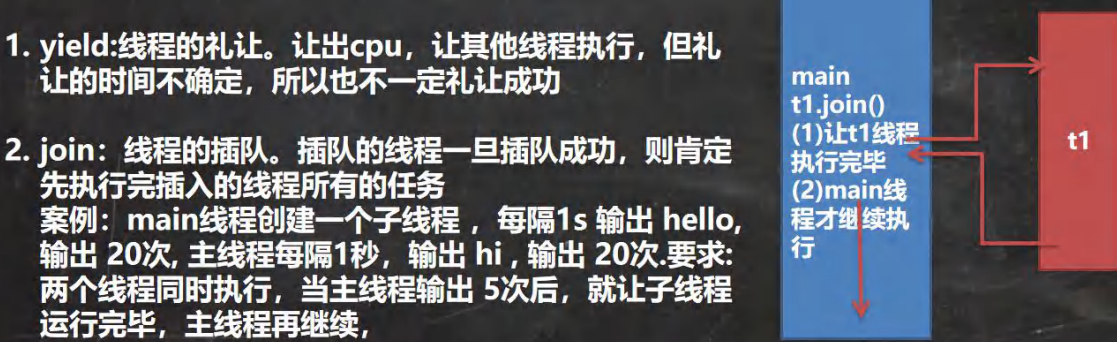 1. yield:线程的礼让。让出cpu，让其他线程执行，但礼
让的时间不确定，所以也不一定礼让成功
2. join：线程的插队。插队的线程一旦插队成功，则肯定
先执行完插入的线程所有的任务
案例：main线程创建一个子线程 ，每隔1s 输出 hello,
输出 20次, 主线程每隔1秒，输出 hi , 输出 20次.要求:
两个线程同时执行，当主线程输出 5次后，就让子线程
运行完毕，主线程再继续，
main
t1.join()
(1)让t1线程
执行完毕
(2)main线
程才继续执
行
t1